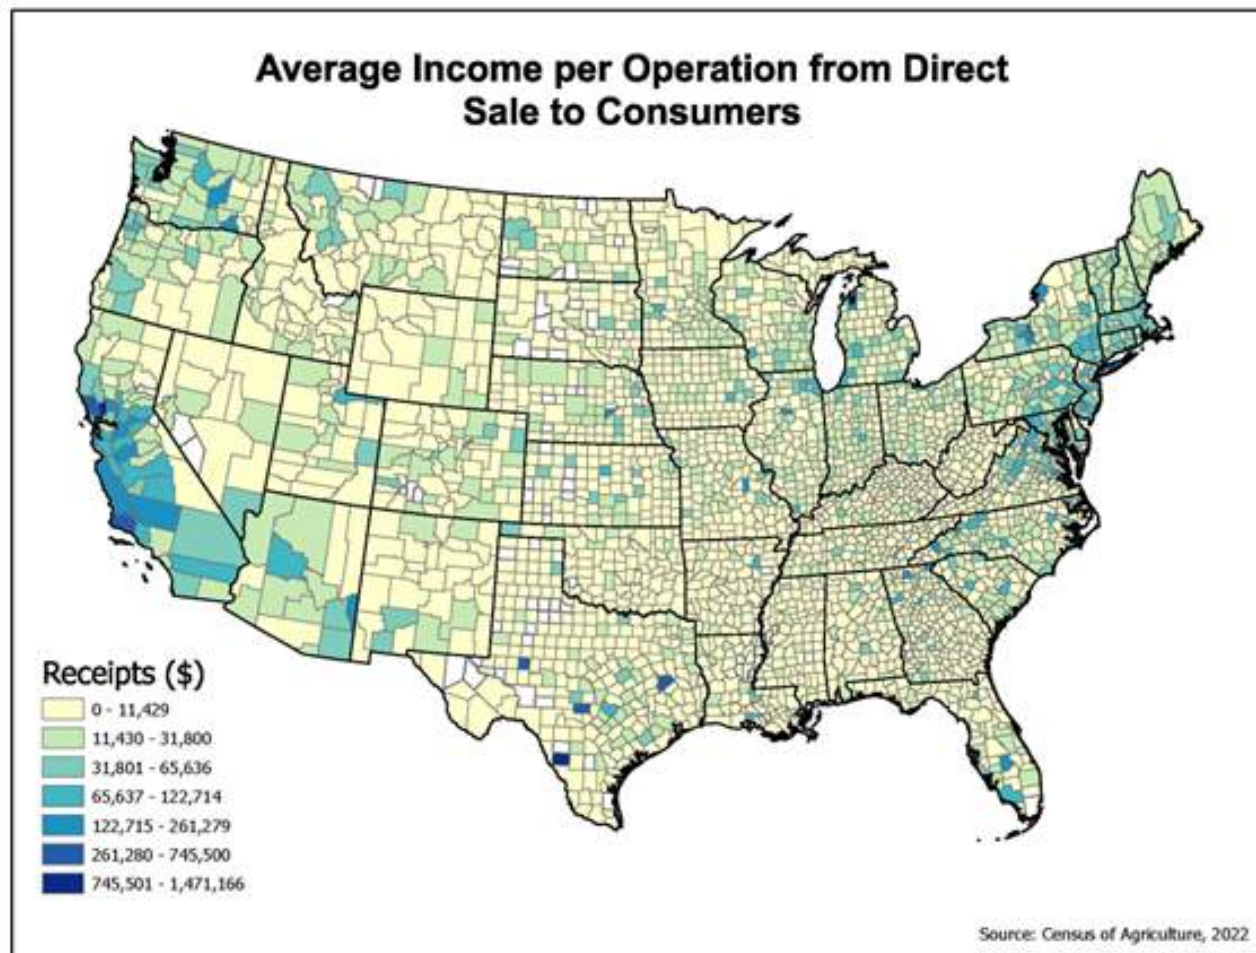 Average Income per Operation from Direct
Sale to Consumers
Receipts ($)
0 - 11,429
11,430 - 31,800
31,801 - 65,636
65,637 - 122,714
122,715 - 261,279
261,280 - 745,500
745,501 - 1,471,166
Source: Census of Agriculture, 2022